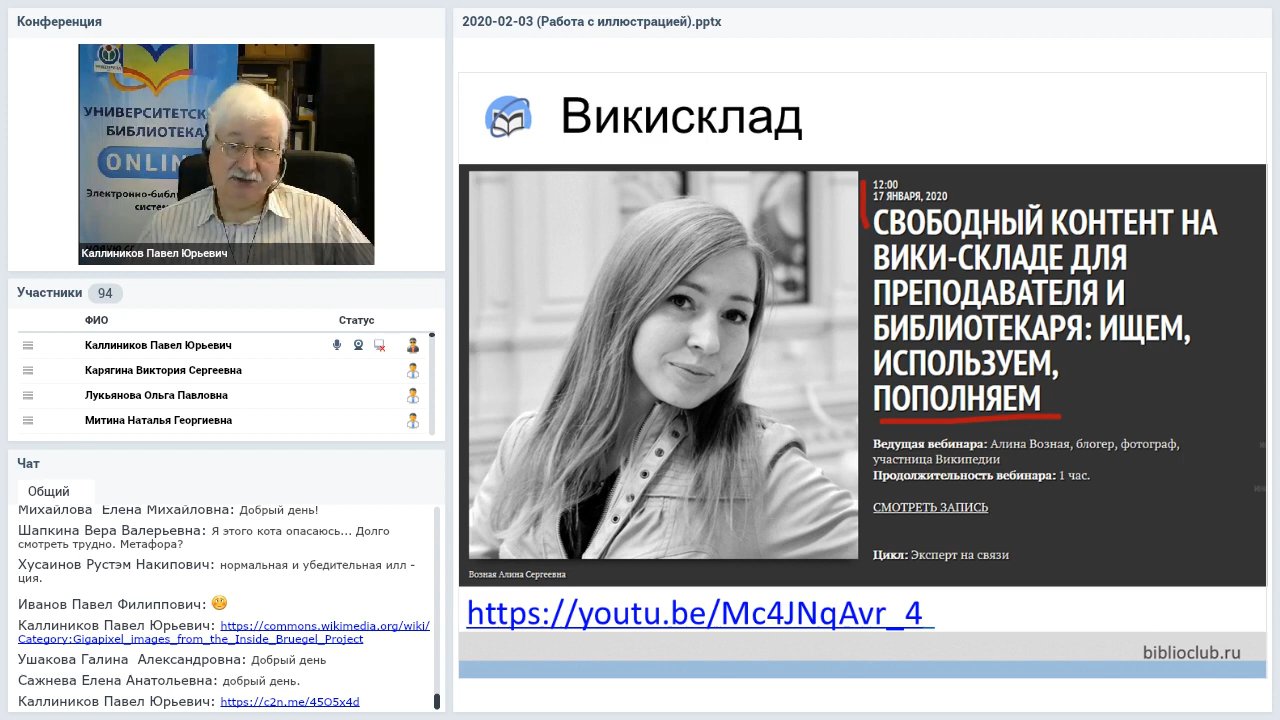 Конференция
УНИВЕРСИТЕТСК
БИБЛИОТЕКА
ONLIN
Электронно-библ
систем
Каллиников Павел Юрьевич
Участники 94
ФИО Статус
Каллиников Павел Юрьевич
Карягина Виктория Сергеевна
Лукьянова Ольга Павловна
Митина Наталья Георгиевна
Чат
Общий
Михайлова Елена Михайловна: Добрый день!
Шапкина Вера Валерьевна: Я этого кота опасаюсь... Долго
смотреть трудно. Метафора?
Хусаинов Рустэм Накипович: нормальная и убедительная илл -
ция.
Иванов Павел Филиппович:
Каллиников Павел Юрьевич: https://commons.wikimedia.org/wiki/
Category:Gigapixel_images_from_the_Inside_Bruegel_Project
Ушакова Галина Александровна: Добрый день
Сажнева Елена Анатольевна: добрый день.
Каллиников Павел Юрьевич: https://c2n.me/45O5x4d
2020-02-03 (Работа с иллюстрацией).pptx
Викисклад
12:00
17 ЯНВАРЯ, 2020
СВОБОДНЫЙ КОНТЕНТ НА
ВИКИ-СКЛАДЕ ДЛЯ
ПРЕПОДАВАТЕЛЯ И
БИБЛИОТЕКАРЯ: ИЩЕМ,
ИСПОЛЬЗУЕМ,
ПОПОЛНЯЕМ
Ведущая вебинара: Алина Возная, блогер, фотограф,
участница Википедии
Продолжительность вебинара: 1 час.
СМОТРЕТЬ ЗАПИСЬ
Цикл: Эксперт на связи
Возная Алина Сергеевна
https://youtu.be/Mc4JNqAvr_4
biblioclub.ru